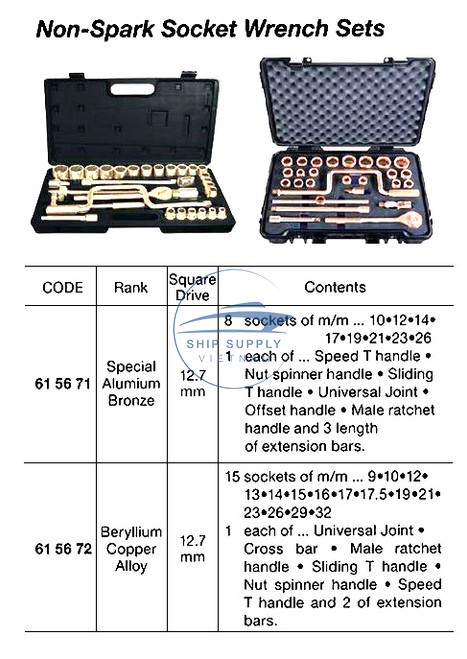 Non-Spark Socket Wrench Sets
CODE Rank Square Drive Contents
61 56 71
Special
Alumium
Bronze
12.7
mm
8 sockets of m/m ... 10•12•14•
17•19•21•23•26
1 each of ... Speed T handle •
Nut spinner handle • Sliding
T handle • Universal Joint •
Offset handle • Male ratchet
handle and 3 length
of extension bars.
61 56 72
Beryllium
Copper
Alloy
12.7
mm
15 sockets of m/m ... 9•10•12•
13•14•15•16•17•17.5•19•21•
23•26•29•32
1 each of ... Universal Joint •
Cross bar • Male ratchet
handle • Sliding T handle •
Nut spinner handle • Speed
T handle and 2 of extension
bars.
SHIP SUPPLY
VIETNAM